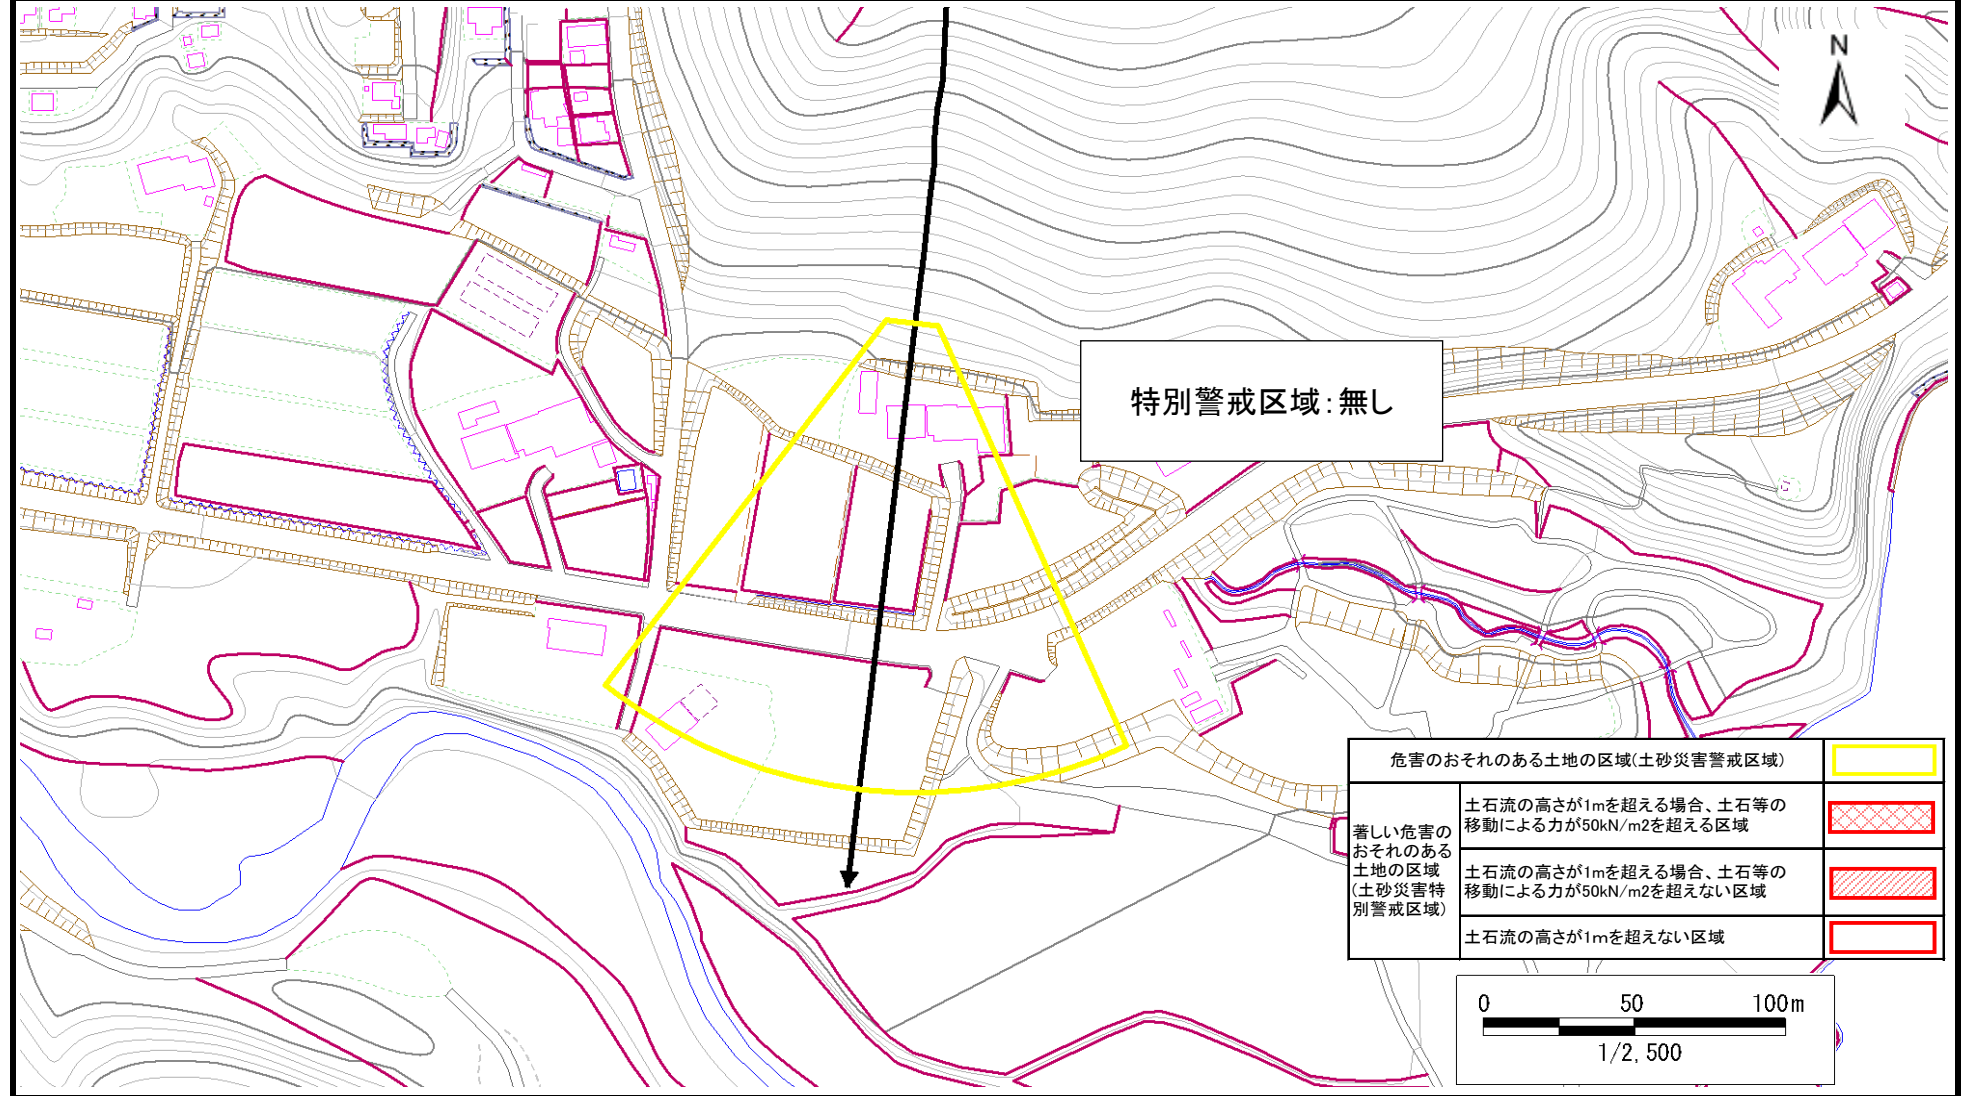 N
特別警戒区域:無し
危害のおそれのある土地の区域(土砂災害警戒区域)
著しい危害の
おそれのある
土地の区域
(土砂災害特
別警戒区域)
土石流の高さが1mを超える場合、土石等の
移動による力が50kN/m2を超える区域
土石流の高さが1mを超える場合、土石等の
移動による力が50kN/m2を超えない区域
土石流の高さが1mを超えない区域
0 50 100m
1/2,500